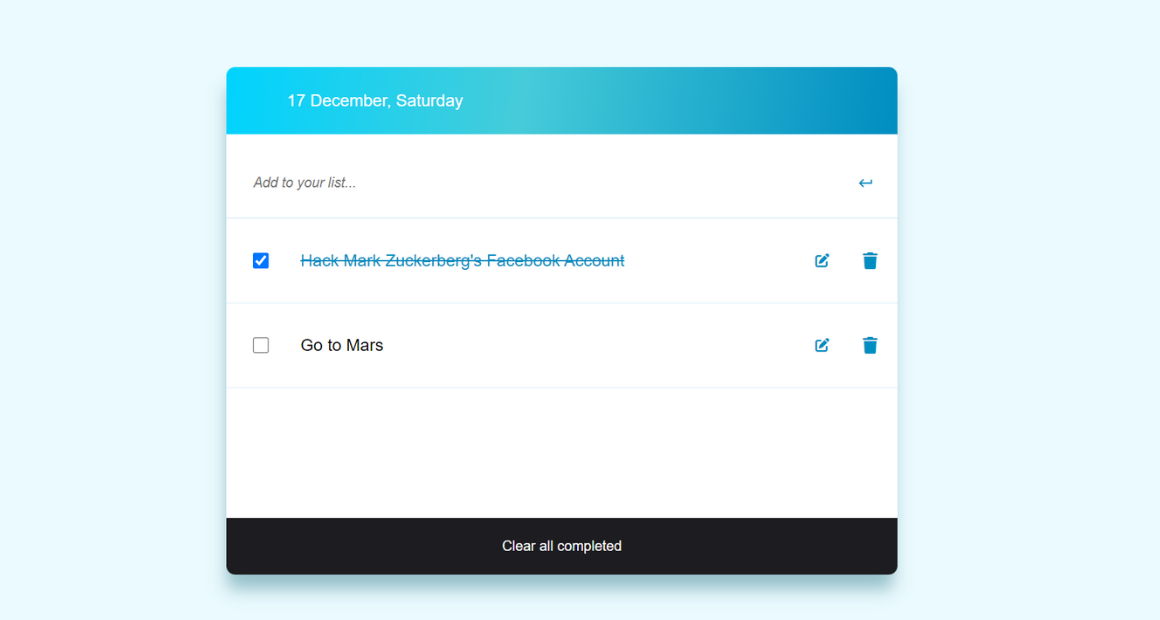 17 December, Saturday
Add to your list...
Hack Mark Zuckerberg's Facebook Account
Go to Mars
Clear all completed